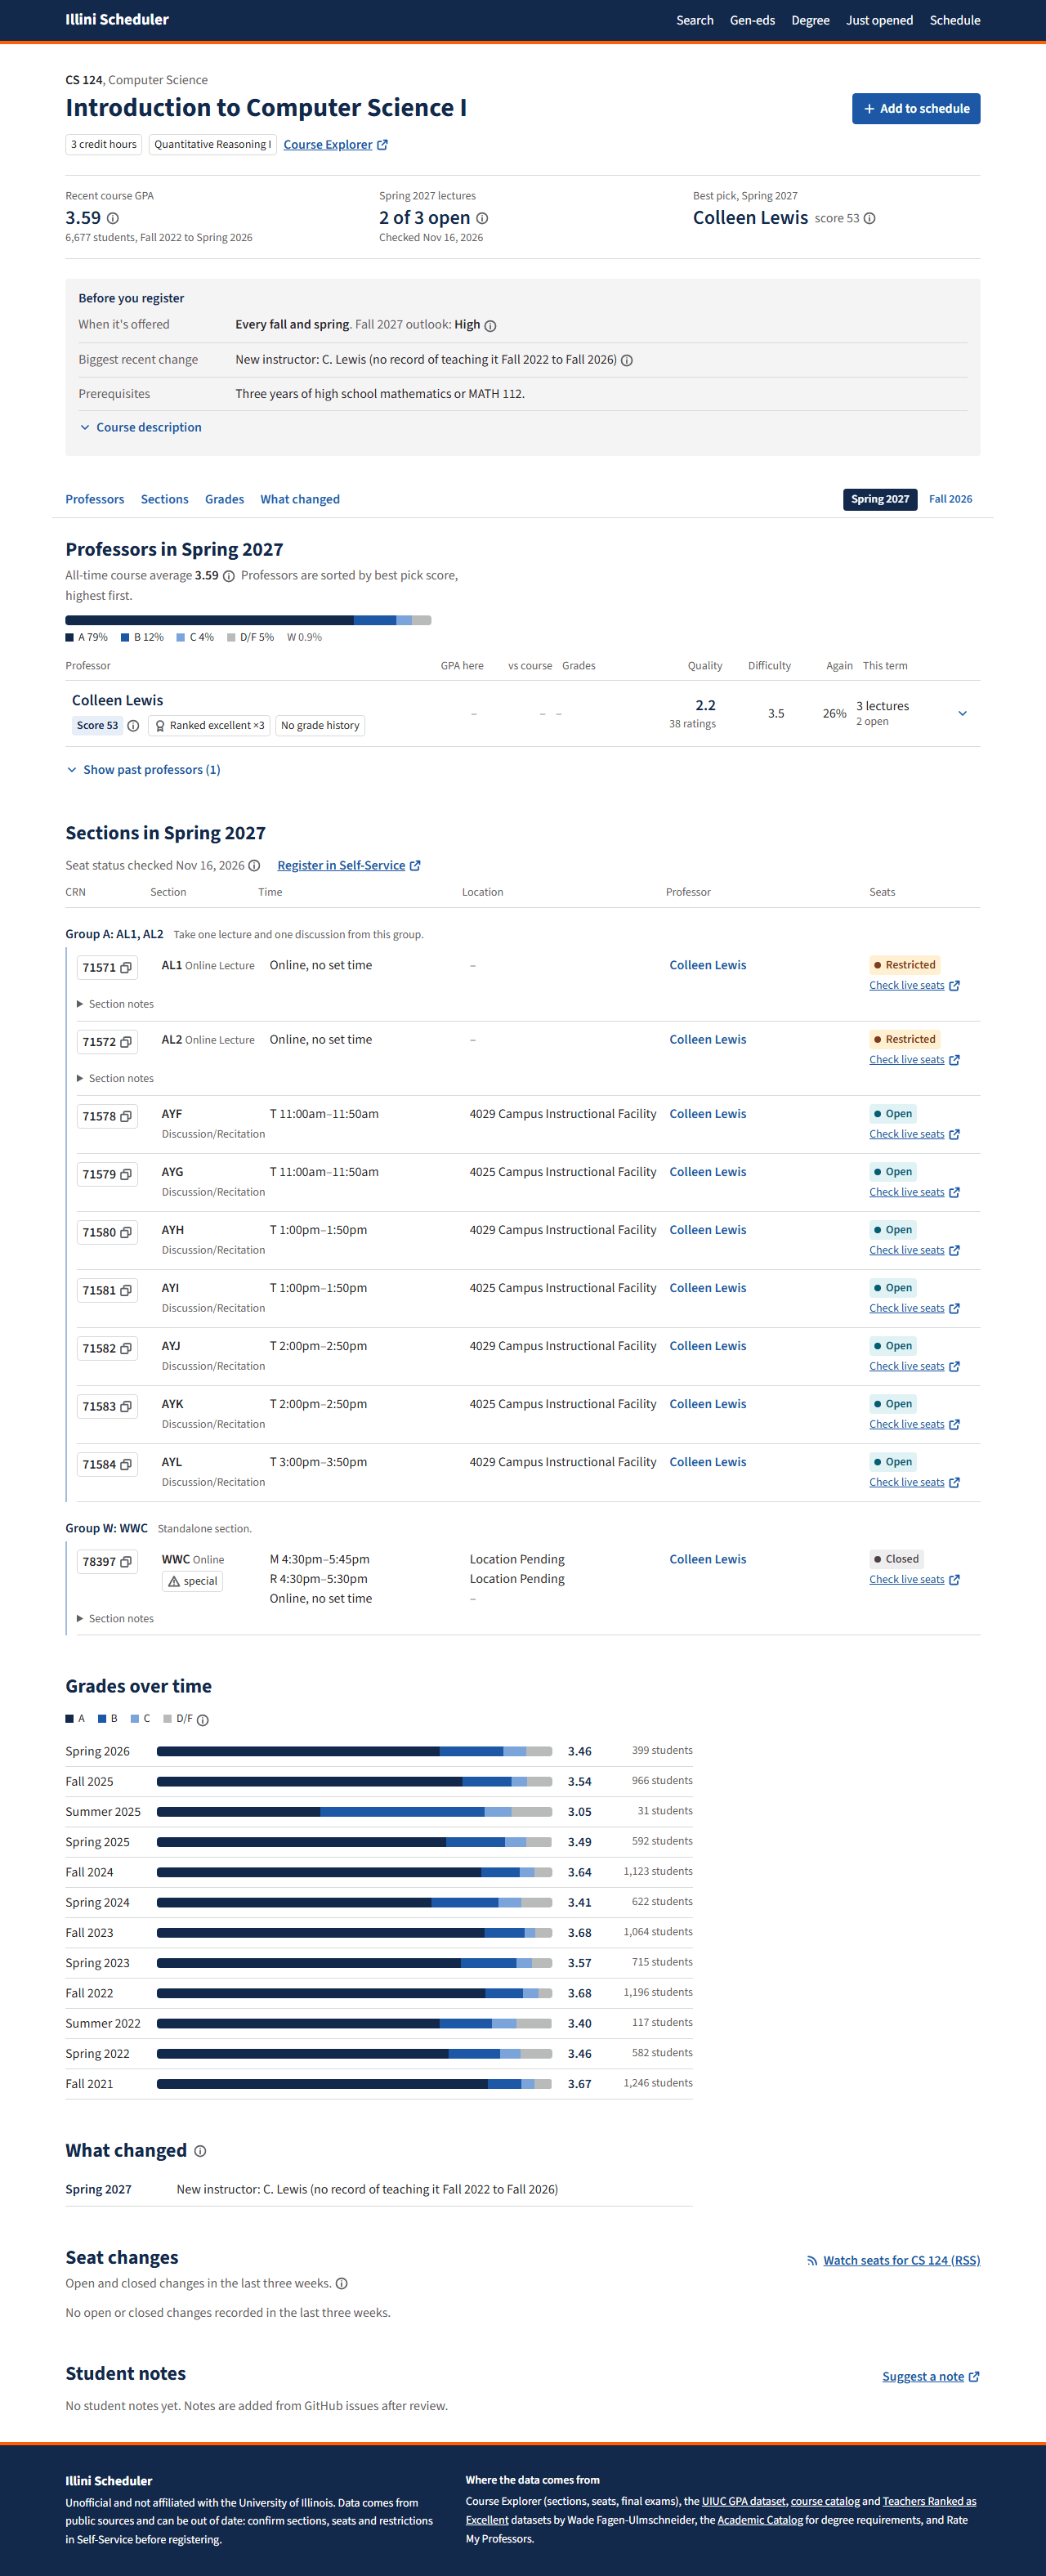 Illini Scheduler
Search Gen-eds Degree Just opened Schedule
CS 124, Computer Science
Introduction to Computer Science I
Add to schedule
3 credit hours Quantitative Reasoning I Course Explorer
Recent course GPA
3.59
6,677 students, Fall 2022 to Spring 2026
Spring 2027 lectures
2 of 3 open
Checked Nov 16, 2026
Best pick, Spring 2027
Colleen Lewis score 53
Before you register
When it's offered Every fall and spring. Fall 2027 outlook: High
Biggest recent change New instructor: C. Lewis (no record of teaching it Fall 2022 to Fall 2026)
Prerequisites Three years of high school mathematics or MATH 112.
Course description
Professors Sections Grades What changed Spring 2027 Fall 2026
Professors in Spring 2027
All-time course average 3.59 Professors are sorted by best pick score,
highest first.
A 79% B 12% C 4% D/F 5% W 0.9%
Professor GPA here vs course Grades Quality Difficulty Again This term
Colleen Lewis
Score 53 Ranked excellent ×3 No grade history
– – –
2.2
38 ratings
3.5
26%
3 lectures
2 open
Show past professors (1)
Sections in Spring 2027
Seat status checked Nov 16, 2026 Register in Self-Service
CRN Section Time Location Professor Seats
Group A: AL1, AL2 Take one lecture and one discussion from this group.
71571 AL1 Online Lecture Online, no set time – Colleen Lewis Restricted
Check live seats
Section notes
71572 AL2 Online Lecture Online, no set time – Colleen Lewis Restricted
Check live seats
Section notes
71578 AYF T 11:00am–11:50am 4029 Campus Instructional Facility Colleen Lewis Open
Discussion/Recitation Check live seats
71579 AYG T 11:00am–11:50am 4025 Campus Instructional Facility Colleen Lewis Open
Discussion/Recitation Check live seats
71580 AYH T 1:00pm–1:50pm 4029 Campus Instructional Facility Colleen Lewis Open
Discussion/Recitation Check live seats
71581 AYI T 1:00pm–1:50pm 4025 Campus Instructional Facility Colleen Lewis Open
Discussion/Recitation Check live seats
71582 AYJ T 2:00pm–2:50pm 4029 Campus Instructional Facility Colleen Lewis Open
Discussion/Recitation Check live seats
71583 AYK T 2:00pm–2:50pm 4025 Campus Instructional Facility Colleen Lewis Open
Discussion/Recitation Check live seats
71584 AYL T 3:00pm–3:50pm 4029 Campus Instructional Facility Colleen Lewis Open
Discussion/Recitation Check live seats
Group W: WWC Standalone section.
78397 WWC Online M 4:30pm–5:45pm Location Pending Colleen Lewis Closed
special R 4:30pm–5:30pm Location Pending Check live seats
Online, no set time –
Section notes
Grades over time
A B C D/F
Spring 2026 3.46 399 students
Fall 2025 3.54 966 students
Summer 2025 3.05 31 students
Spring 2025 3.49 592 students
Fall 2024 3.64 1,123 students
Spring 2024 3.41 622 students
Fall 2023 3.68 1,064 students
Spring 2023 3.57 715 students
Fall 2022 3.68 1,196 students
Summer 2022 3.40 117 students
Spring 2022 3.46 582 students
Fall 2021 3.67 1,246 students
What changed
Spring 2027 New instructor: C. Lewis (no record of teaching it Fall 2022 to Fall 2026)
Seat changes
Watch seats for CS 124 (RSS)
Open and closed changes in the last three weeks.
No open or closed changes recorded in the last three weeks.
Student notes
Suggest a note
No student notes yet. Notes are added from GitHub issues after review.
Illini Scheduler
Unofficial and not affiliated with the University of Illinois. Data comes from
public sources and can be out of date: confirm sections, seats and restrictions
in Self-Service before registering.
Where the data comes from
Course Explorer (sections, seats, final exams), the UIUC GPA dataset, course catalog and Teachers Ranked as
Excellent datasets by Wade Fagen-Ulmschneider, the Academic Catalog for degree requirements, and Rate
My Professors.